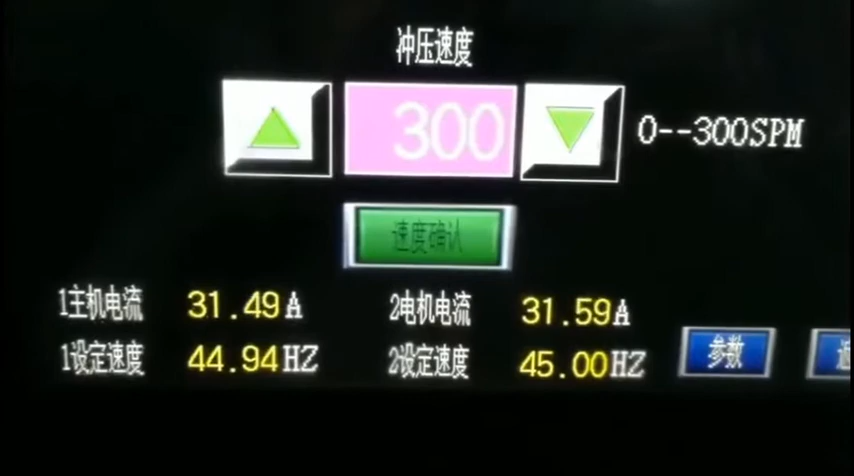 冲压速度
300
0--300SPM
速度确认
1主机电流 31.49A 2电机电流 31.59A
1设定速度 44.94HZ 2设定速度 45.00HZ
参数